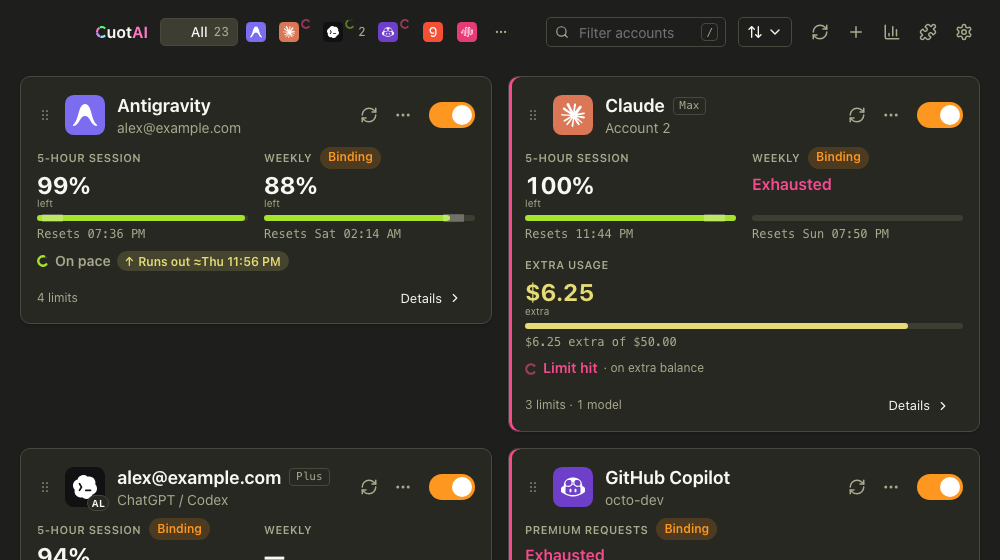 CuotAI All 23 2 9 Filter accounts /
Antigravity
alex@example.com
5-HOUR SESSION WEEKLY Binding
99% 88%
left left
Resets 07:36 PM Resets Sat 02:14 AM
On pace ↑ Runs out ≈Thu 11:56 PM
4 limits Details
Claude Max
Account 2
5-HOUR SESSION WEEKLY Binding
100% Exhausted
left
Resets 11:44 PM Resets Sun 07:50 PM
EXTRA USAGE
$6.25
extra
$6.25 extra of $50.00
Limit hit · on extra balance
3 limits · 1 model Details
AL
alex@example.com Plus
ChatGPT / Codex
5-HOUR SESSION Binding WEEKLY
94% —
GitHub Copilot
octo-dev
PREMIUM REQUESTS Binding
Exhausted